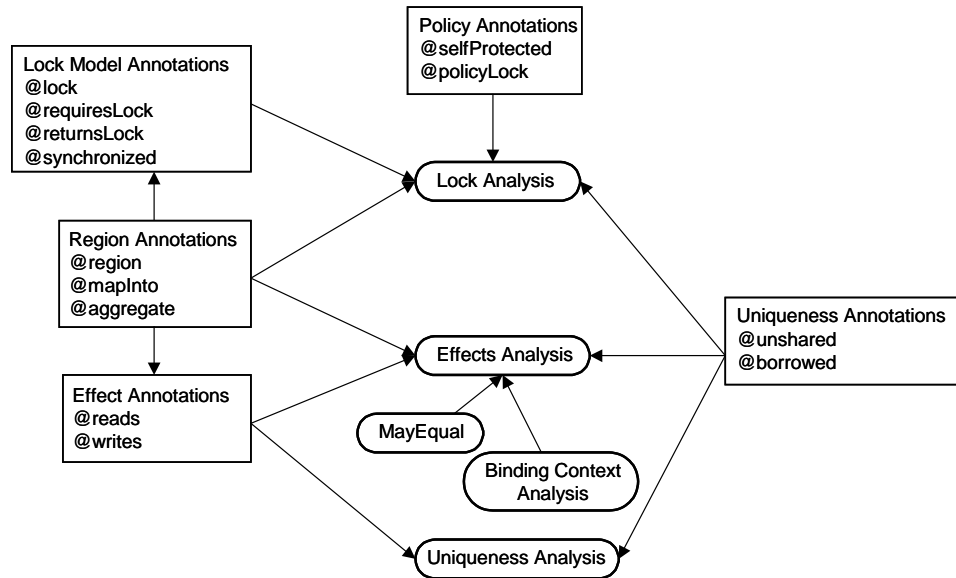 Policy Annotations
@selfProtected
@policyLock
Lock Model Annotations
@lock
@requiresLock
@returnsLock
@synchronized
Lock Analysis
Region Annotations
@region
@mapInto
@aggregate
Uniqueness Annotations
@unshared
@borrowed
Effects Analysis
Effect Annotations
@reads
@writes
MayEqual
Binding Context
Analysis
Uniqueness Analysis